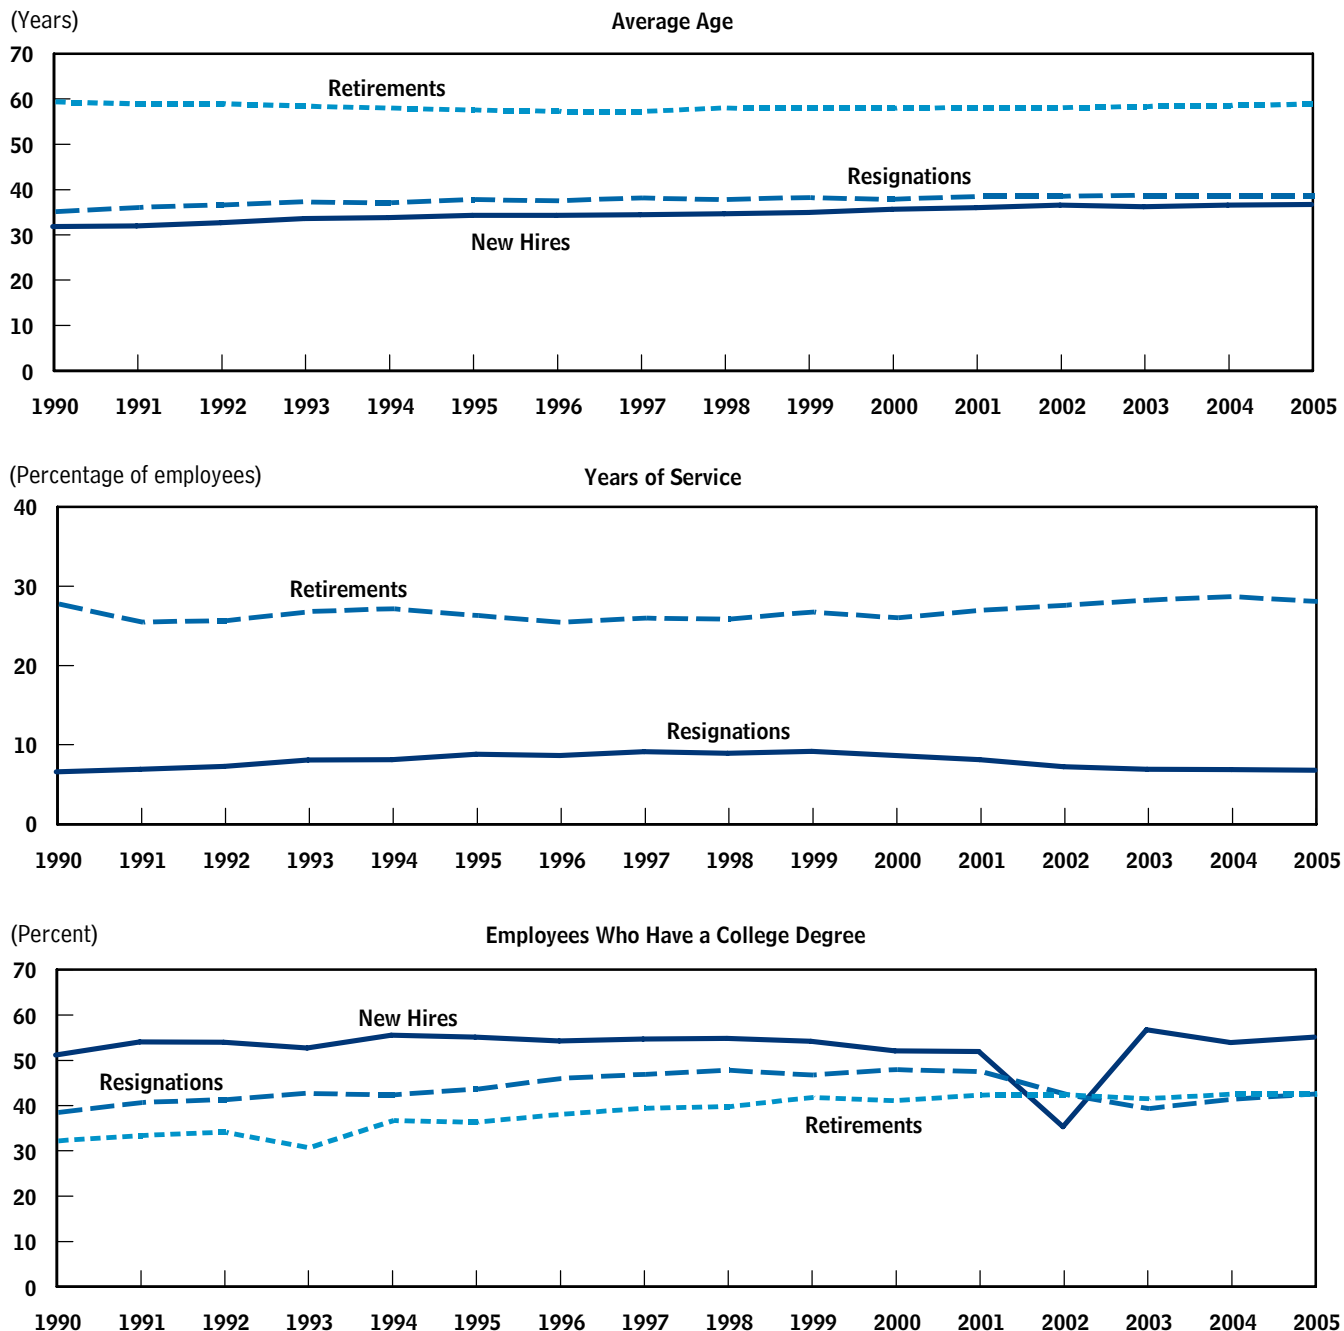 (Years)
Average Age
70
Retirements
60
50
Resignations
40
30
New Hires
20
10
0
1990 1991 1992 1993 1994 1995 1996 1997 1998 1999 2000 2001 2002 2003 2004 2005
(Percentage of employees)
Years of Service
40
30
Retirements
20
Resignations
10
0
1990 1991 1992 1993 1994 1995 1996 1997 1998 1999 2000 2001 2002 2003 2004 2005
(Percent)
Employees Who Have a College Degree
70
60
New Hires
50
Resignations
40
Retirements
30
20
10
0
1990 1991 1992 1993 1994 1995 1996 1997 1998 1999 2000 2001 2002 2003 2004 2005